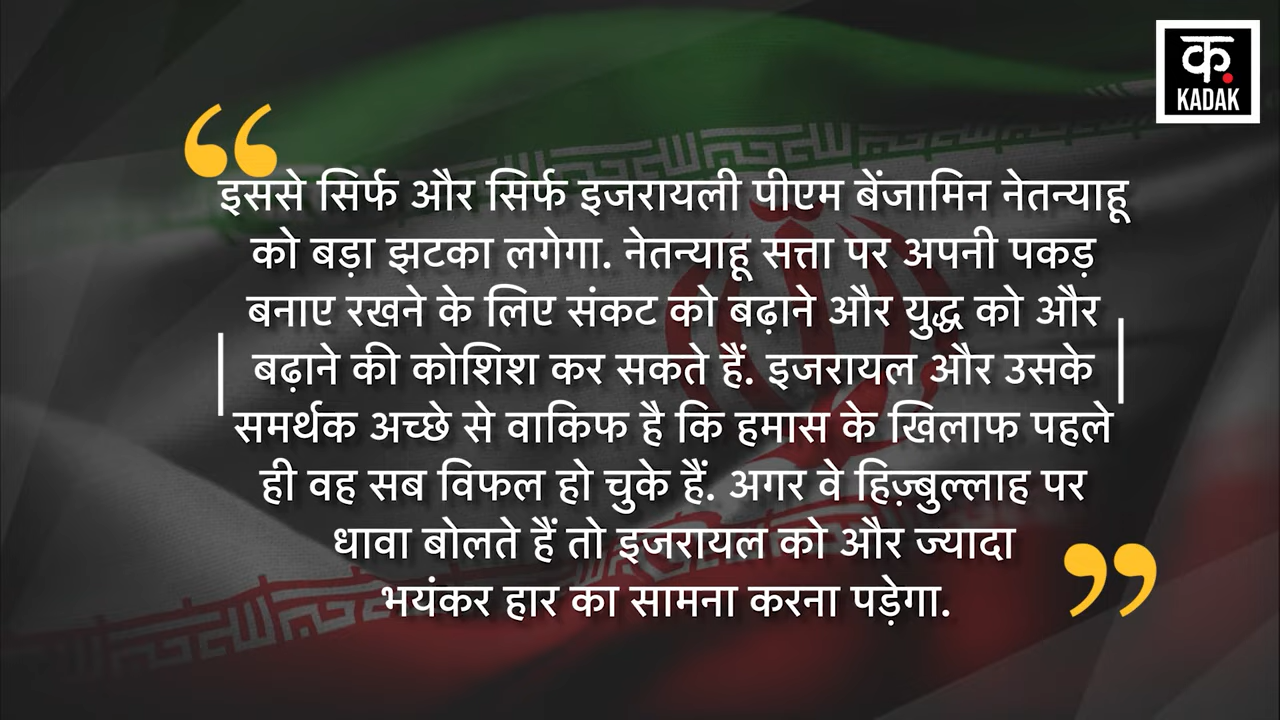 क.
KADAK
“
इससे सिर्फ और सिर्फ इजरायली पीएम बेंजामिन नेतन्याहू
को बड़ा झटका लगेगा. नेतन्याहू सत्ता पर अपनी पकड़
बनाए रखने के लिए संकट को बढ़ाने और युद्ध को और
बढ़ाने की कोशिश कर सकते हैं. इजरायल और उसके
समर्थक अच्छे से वाकिफ है कि हमास के खिलाफ पहले
ही वह सब विफल हो चुके हैं. अगर वे हिज़्बुल्लाह पर
धावा बोलते हैं तो इजरायल को और ज्यादा
भयंकर हार का सामना करना पड़ेगा.
”